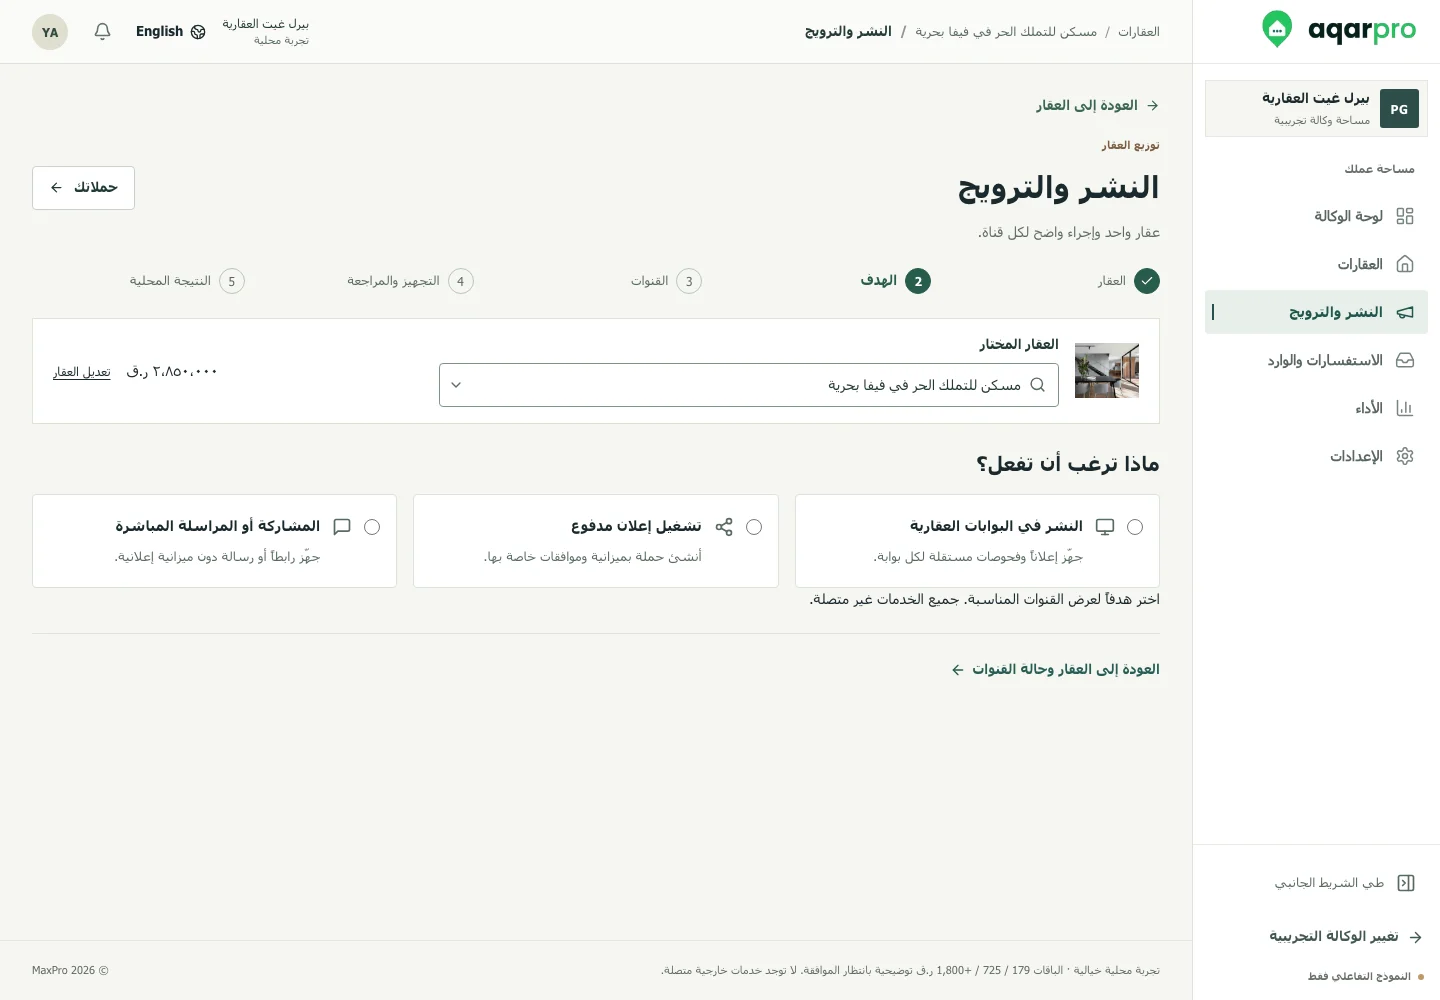 aqarpro
PG
بيرل غيت العقارية
مساحة وكالة تجريبية
مساحة عملك
لوحة الوكالة
العقارات
النشر والترويج
الاستفسارات والوارد
الأداء
الإعدادات
طي الشريط الجانبي
تغيير الوكالة التجريبية
النموذج التفاعلي فقط
العقارات / مسكن للتملك الحر في فيفا بحرية / النشر والترويج
بيرل غيت العقارية
تجربة محلية
English
YA
العودة إلى العقار
توزيع العقار
النشر والترويج
حملاتك
عقار واحد وإجراء واضح لكل قناة.
العقار
2 الهدف
3 القنوات
4 التجهيز والمراجعة
5 النتيجة المحلية
العقار المختار
مسكن للتملك الحر في فيفا بحرية
٢٬٨٥٠٬٠٠٠ ر.ق
تعديل العقار
ماذا ترغب أن تفعل؟
النشر في البوابات العقارية
جهّز إعلاناً وفحوصات مستقلة لكل بوابة.
تشغيل إعلان مدفوع
أنشئ حملة بميزانية وموافقات خاصة بها.
المشاركة أو المراسلة المباشرة
جهّز رابطاً أو رسالة دون ميزانية إعلانية.
اختر هدفاً لعرض القنوات المناسبة. جميع الخدمات غير متصلة.
العودة إلى العقار وحالة القنوات
تجربة محلية خيالية · الباقات 179 / 725 / +1,800 ر.ق توضيحية بانتظار الموافقة. لا توجد خدمات خارجية متصلة.
© 2026 MaxPro